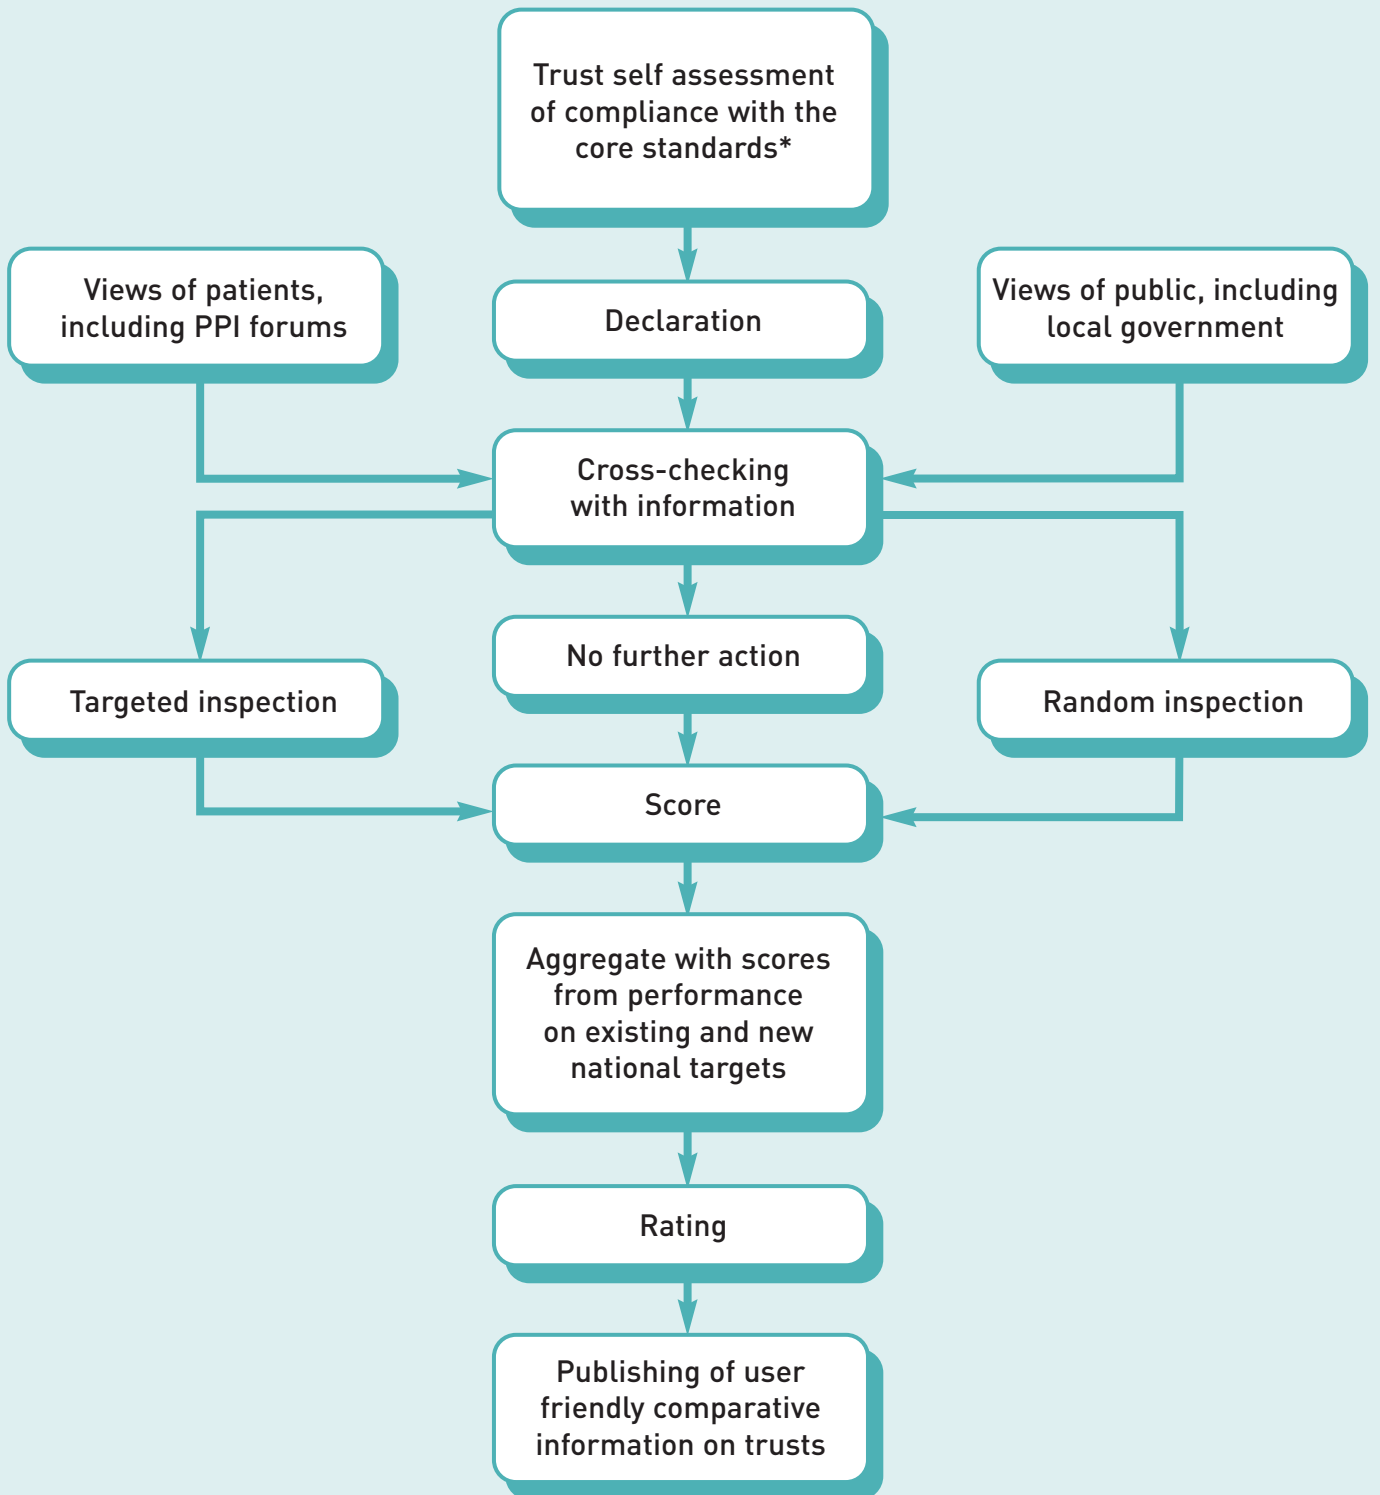 Trust self assessment
of compliance with the
core standards*
Views of patients,
including PPI forums
Declaration
Views of public, including
local government
Cross-checking
with information
No further action
Targeted inspection
Random inspection
Score
Aggregate with scores
from performance
on existing and new
national targets
Rating
Publishing of user
friendly comparative
information on trusts